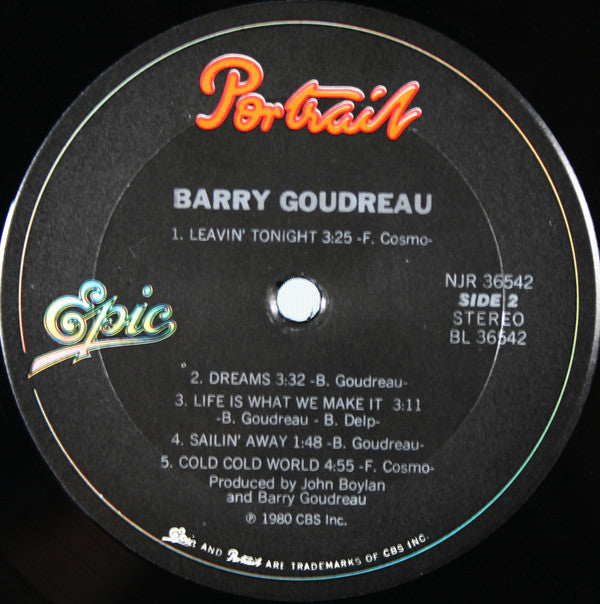 Portrait
BARRY GOUDREAU
1. LEAVIN' TONIGHT 3:25 -F. Cosmo-
NJR 36542
SIDE 2
STEREO
BL 36542
Epic
2. DREAMS 3:32 -B. Goudreau-
3. LIFE IS WHAT WE MAKE IT 3:11
-B. Goudreau - B. Delp-
4. SAILIN' AWAY 1:48 -B. Goudreau-
5. COLD COLD WORLD 4:55 -F. Cosmo-
Produced by John Boylan
and Barry Goudreau
℗ 1980 CBS Inc.
Epic AND Portrait ARE TRADEMARKS OF CBS INC.